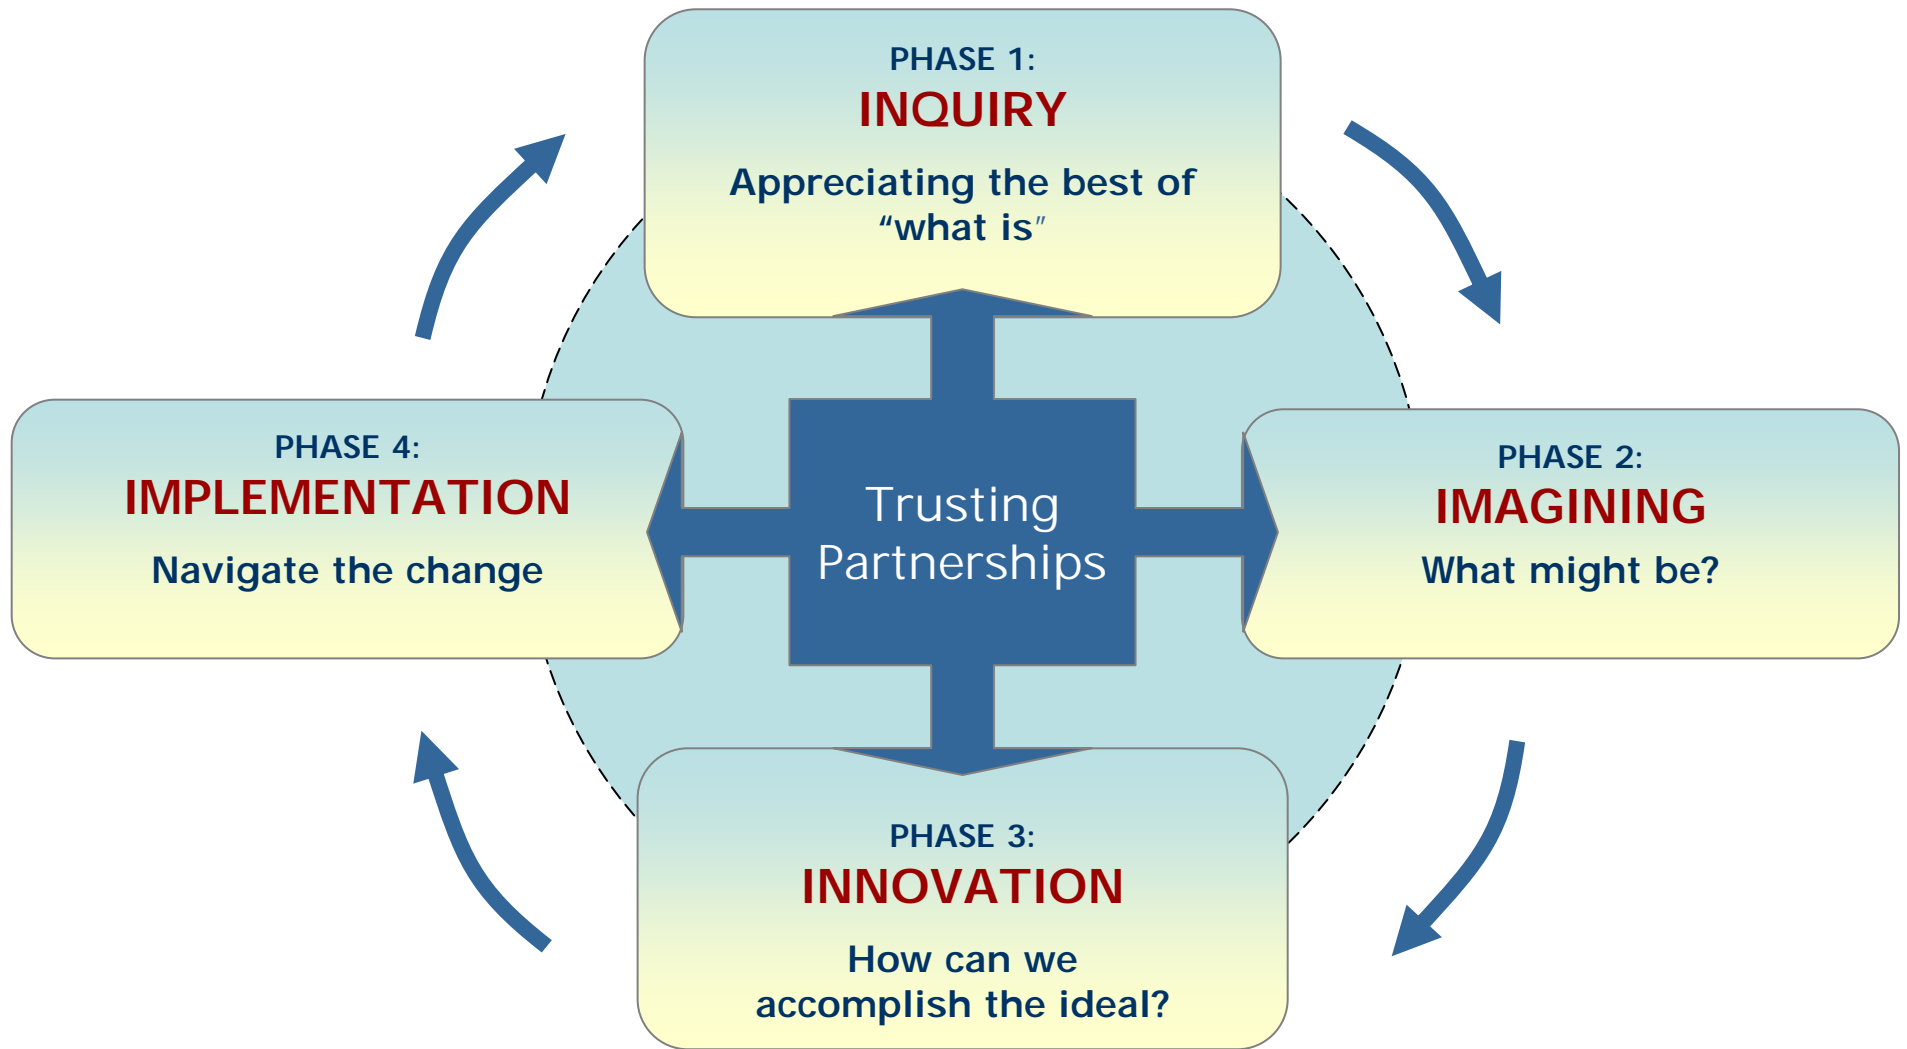 PHASE 1:
INQUIRY
Appreciating the best of
“what is”
PHASE 4:
IMPLEMENTATION
Navigate the change
Trusting
Partnerships
PHASE 2:
IMAGINING
What might be?
PHASE 3:
INNOVATION
How can we
accomplish the ideal?